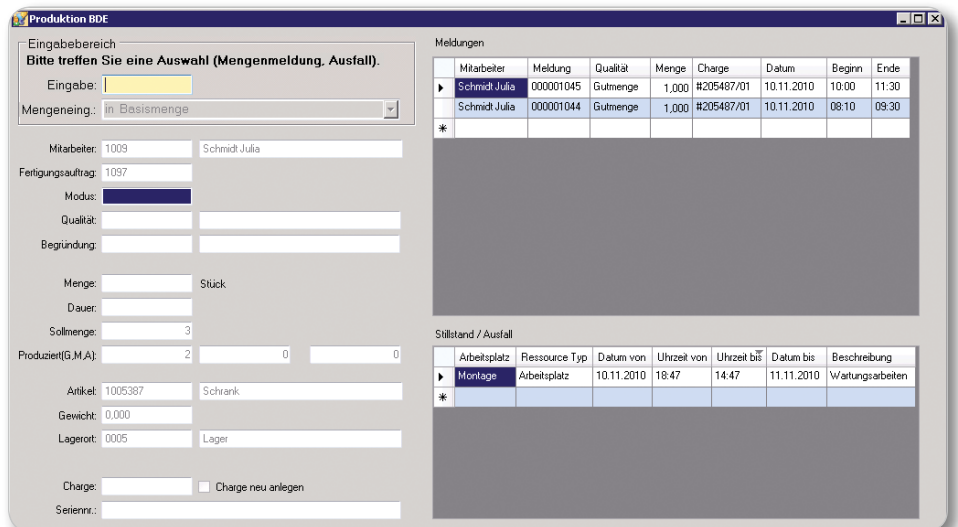 Produktion BDE
Eingabebereich
Bitte treffen Sie eine Auswahl (Mengenmeldung, Ausfall).
Eingabe:
Mengeneing.: in Basismenge
Mitarbeiter: 1009 Schmidt Julia
Fertigungsauftrag: 1097
Modus:
Qualität:
Begründung:
Menge: Stück
Dauer:
Sollmenge: 3
Produziert(G,M,A): 2 0 0
Artikel: 1005387 Schrank
Gewicht: 0,000
Lagerort: 0005 Lager
Charge: Charge neu anlegen
Seriennr.:
Meldungen
Mitarbeiter Meldung Qualität Menge Charge Datum Beginn Ende
Schmidt Julia 000001045 Gutmenge 1,000 #205487/01 10.11.2010 10:00 11:30
Schmidt Julia 000001044 Gutmenge 1,000 #205487/01 10.11.2010 08:10 09:30
Stillstand / Ausfall
Arbeitsplatz Ressource Typ Datum von Uhrzeit von Uhrzeit bis Datum bis Beschreibung
Montage Arbeitsplatz 10.11.2010 18:47 14:47 11.11.2010 Wartungsarbeiten